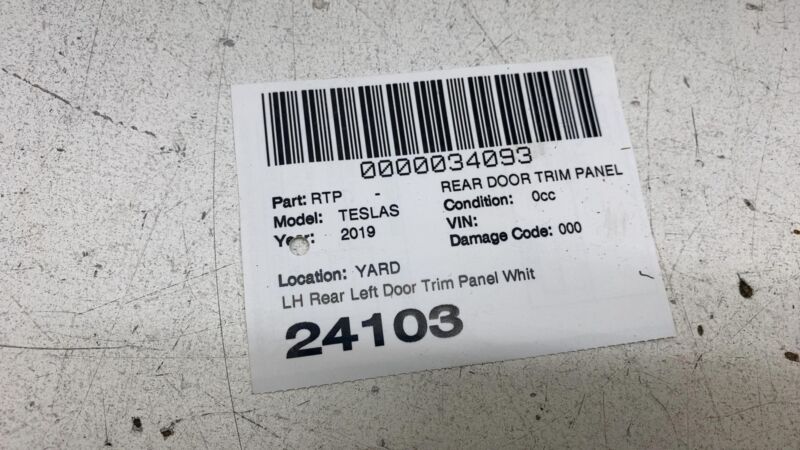 0000034093
Part: RTP - REAR DOOR TRIM PANEL
Model: TESLAS Condition: 0cc
Year: 2019 VIN:
Damage Code: 000
Location: YARD
LH Rear Left Door Trim Panel Whit
24103